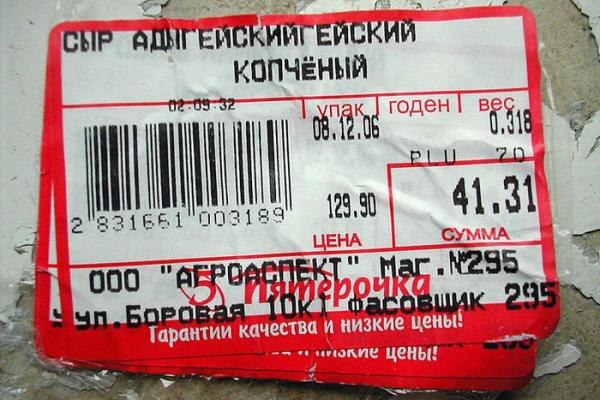 СЫР АДЫГЕЙСКИЙГЕЙСКИЙ
КОПЧЁНЫЙ
02:09:32
упак годен вес
08.12.06 0.318
PLU 70
2 831661 003189
129.90 41.31
ЦЕНА СУММА
ООО "АГРОАСПЕКТ" Маг.№295
5 Пятёрочка
ул.Боровая 10к1 фасовщик 295
Гарантии качества и низкие цены!
и низкие цены!